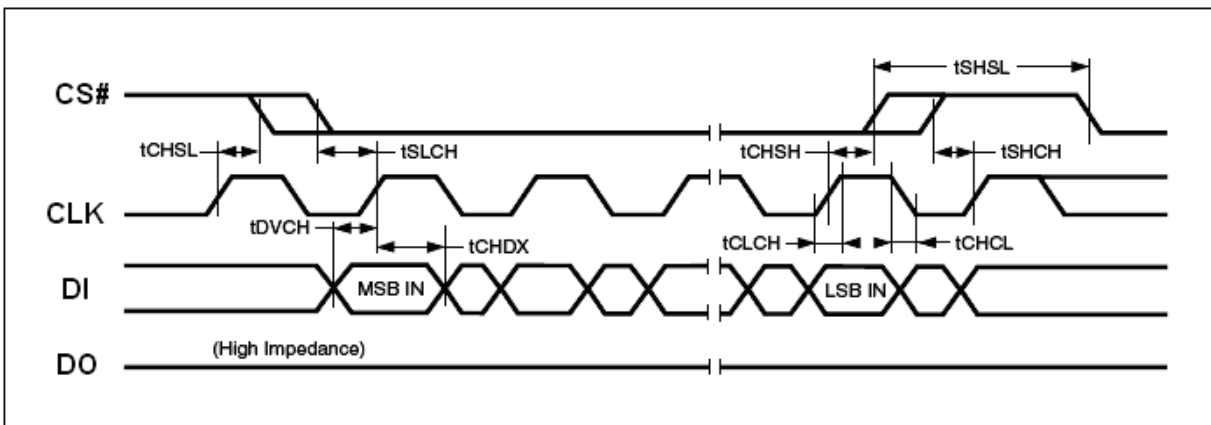 tSHSL
CS#
tCHSL
tSLCH
tCHSH
tSHCH
CLK
tDVCH
tCHDX
tCLCH
tCHCL
DI
MSB IN
LSB IN
(High Impedance)
DO